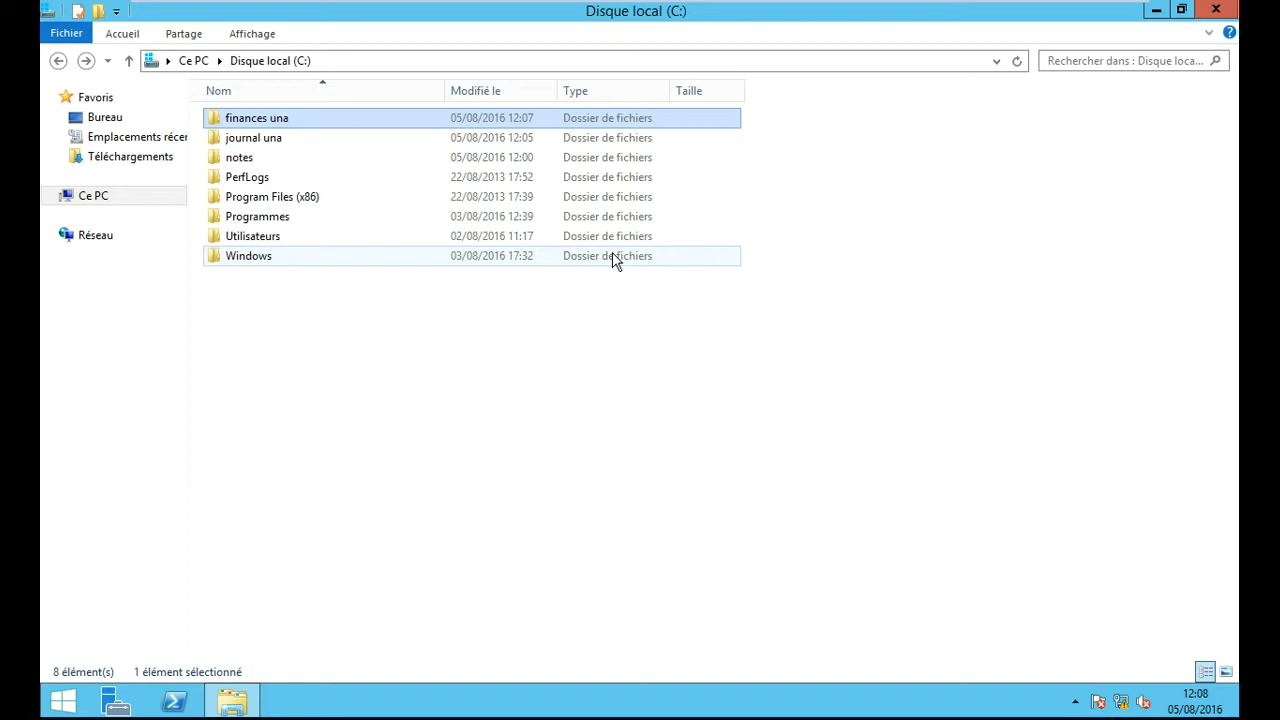 Disque local (C:)
Fichier Accueil Partage Affichage
Ce PC Disque local (C:) Rechercher dans : Disque loca...
Nom Modifié le Type Taille
Favoris
Bureau
Emplacements récer
Téléchargements
Ce PC
Réseau
finances una 05/08/2016 12:07 Dossier de fichiers
journal una 05/08/2016 12:05 Dossier de fichiers
notes 05/08/2016 12:00 Dossier de fichiers
PerfLogs 22/08/2013 17:52 Dossier de fichiers
Program Files (x86) 22/08/2013 17:39 Dossier de fichiers
Programmes 03/08/2016 12:39 Dossier de fichiers
Utilisateurs 02/08/2016 11:17 Dossier de fichiers
Windows 03/08/2016 17:32 Dossier de fichiers
8 élément(s) 1 élément sélectionné
12:08
05/08/2016